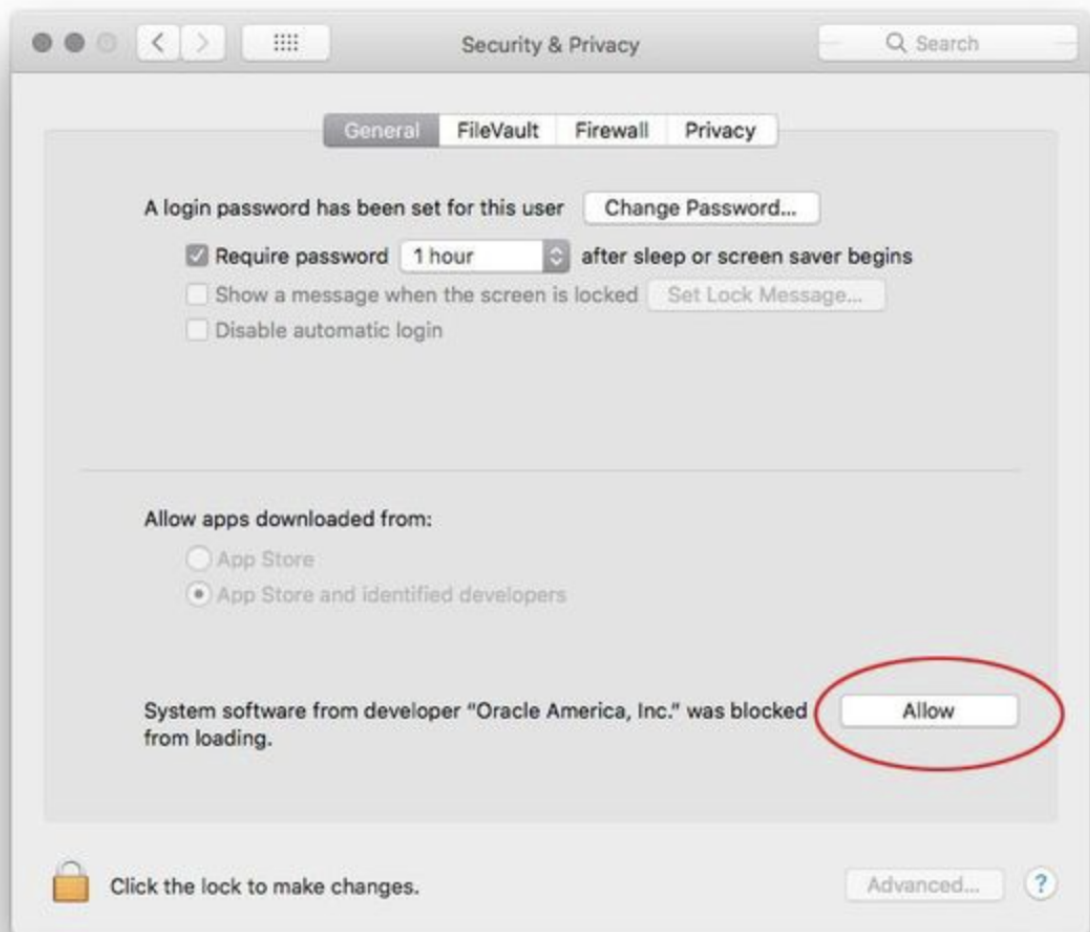 Security & Privacy
Search
General FileVault Firewall Privacy
A login password has been set for this user Change Password...
Require password 1 hour after sleep or screen saver begins
Show a message when the screen is locked Set Lock Message...
Disable automatic login
Allow apps downloaded from:
App Store
App Store and identified developers
System software from developer “Oracle America, Inc.” was blocked Allow
from loading.
Click the lock to make changes. Advanced... ?